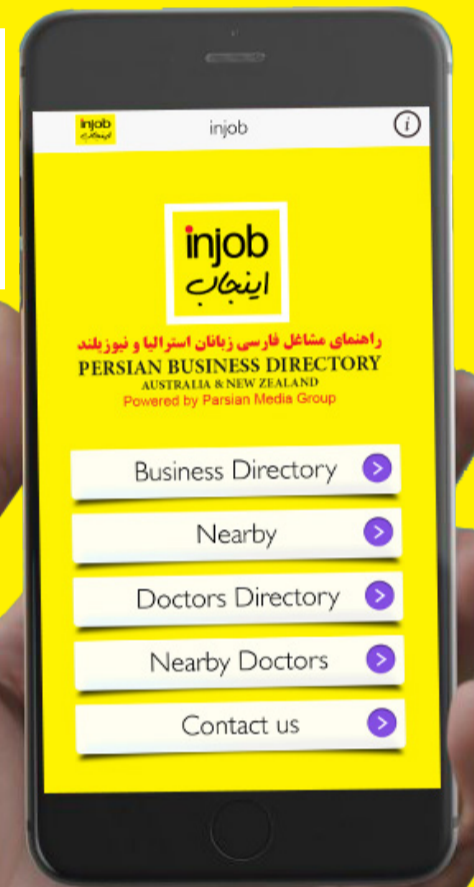 injob
اینجاب
injob
i
injob
اینجاب
راهنمای مشاغل فارسی زبانان استرالیا و نیوزیلند
PERSIAN BUSINESS DIRECTORY
AUSTRALIA & NEW ZEALAND
Powered by Parsian Media Group
Business Directory
Nearby
Doctors Directory
Nearby Doctors
Contact us